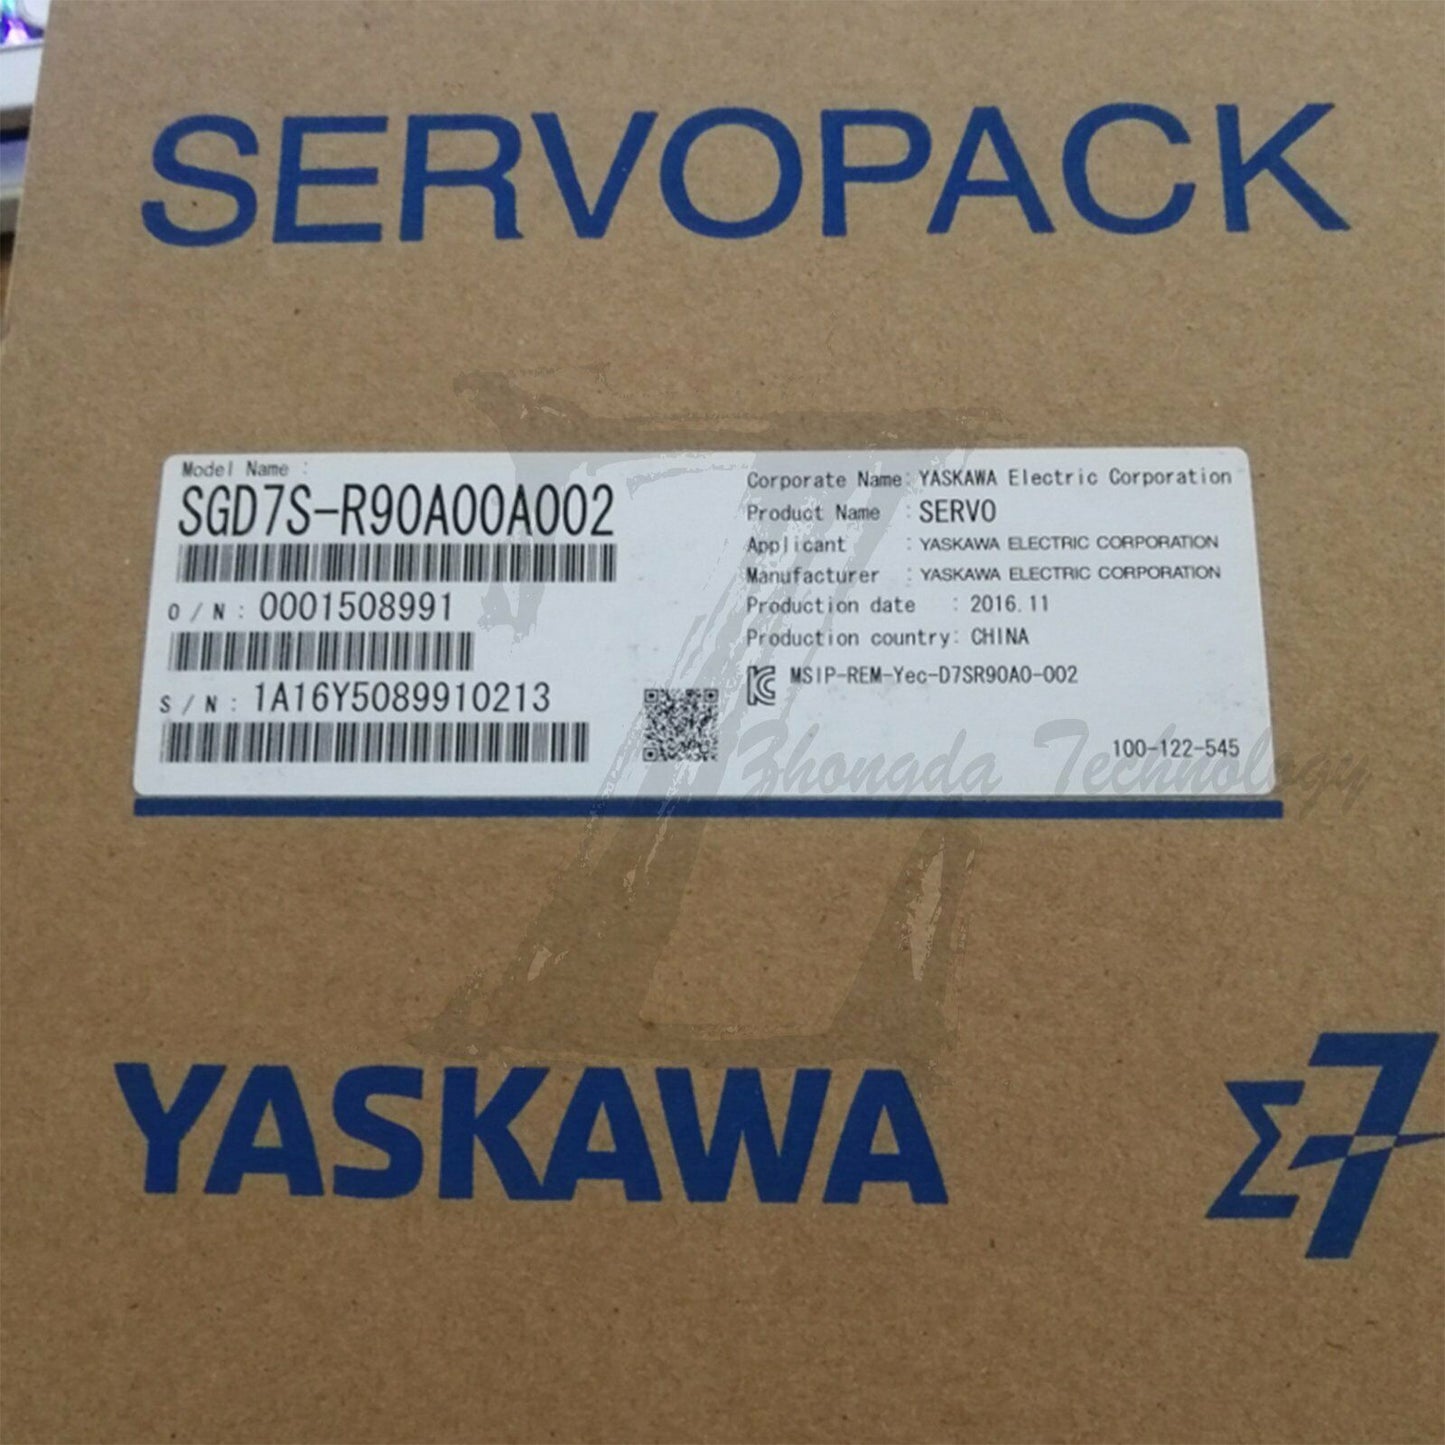 SERVOPACK
Model Name :
SGD7S-R90A00A002
O / N : 0001508991
S / N : 1A16Y5089910213
Corporate Name: YASKAWA Electric Corporation
Product Name : SERVO
Applicant : YASKAWA ELECTRIC CORPORATION
Manufacturer : YASKAWA ELECTRIC CORPORATION
Production date : 2016.11
Production country: CHINA
MSIP-REM-Yec-D7SR90A0-002
100-122-545
Zhongda Technology
YASKAWA
Σ7